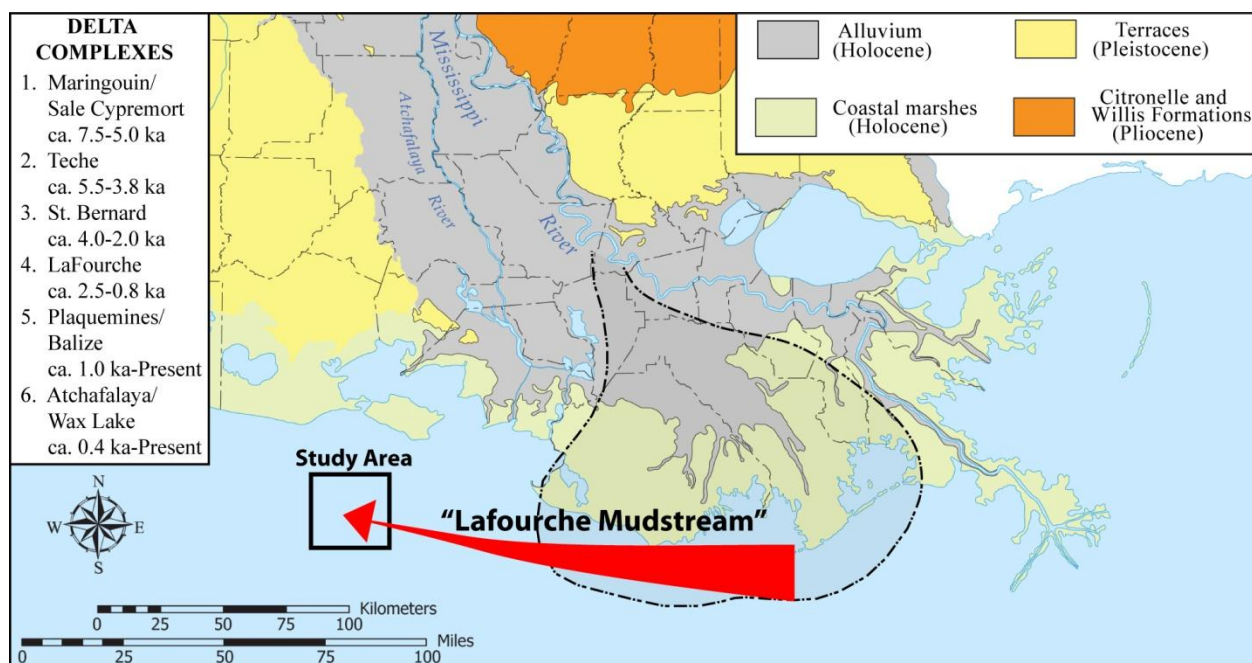 DELTA
COMPLEXES
1. Maringouin/
Sale Cypremort
ca. 7.5-5.0 ka
2. Teche
ca. 5.5-3.8 ka
3. St. Bernard
ca. 4.0-2.0 ka
4. LaFourche
ca. 2.5-0.8 ka
5. Plaquemines/
Balize
ca. 1.0 ka-Present
6. Atchafalaya/
Wax Lake
ca. 0.4 ka-Present
Alluvium
(Holocene)
Terraces
(Pleistocene)
Coastal marshes
(Holocene)
Citronelle and
Willis Formations
(Pliocene)
Mississippi
River
Atchafalaya
River
Study Area
"Lafourche Mudstream"
N
W E
S
Kilometers
0 25 50 75 100
Miles
0 25 50 75 100